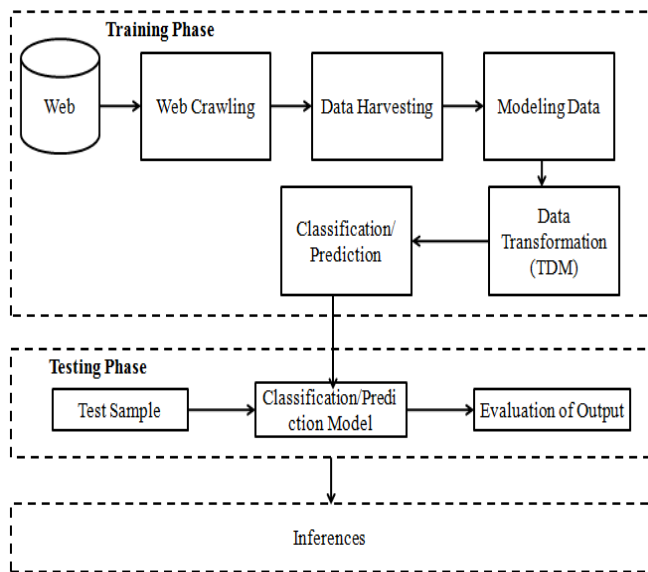 Training Phase
Web
Web Crawling
Data Harvesting
Modeling Data
Classification/
Prediction
Data
Transformation
(TDM)
Testing Phase
Test Sample
Classification/Predi
ction Model
Evaluation of Output
Inferences